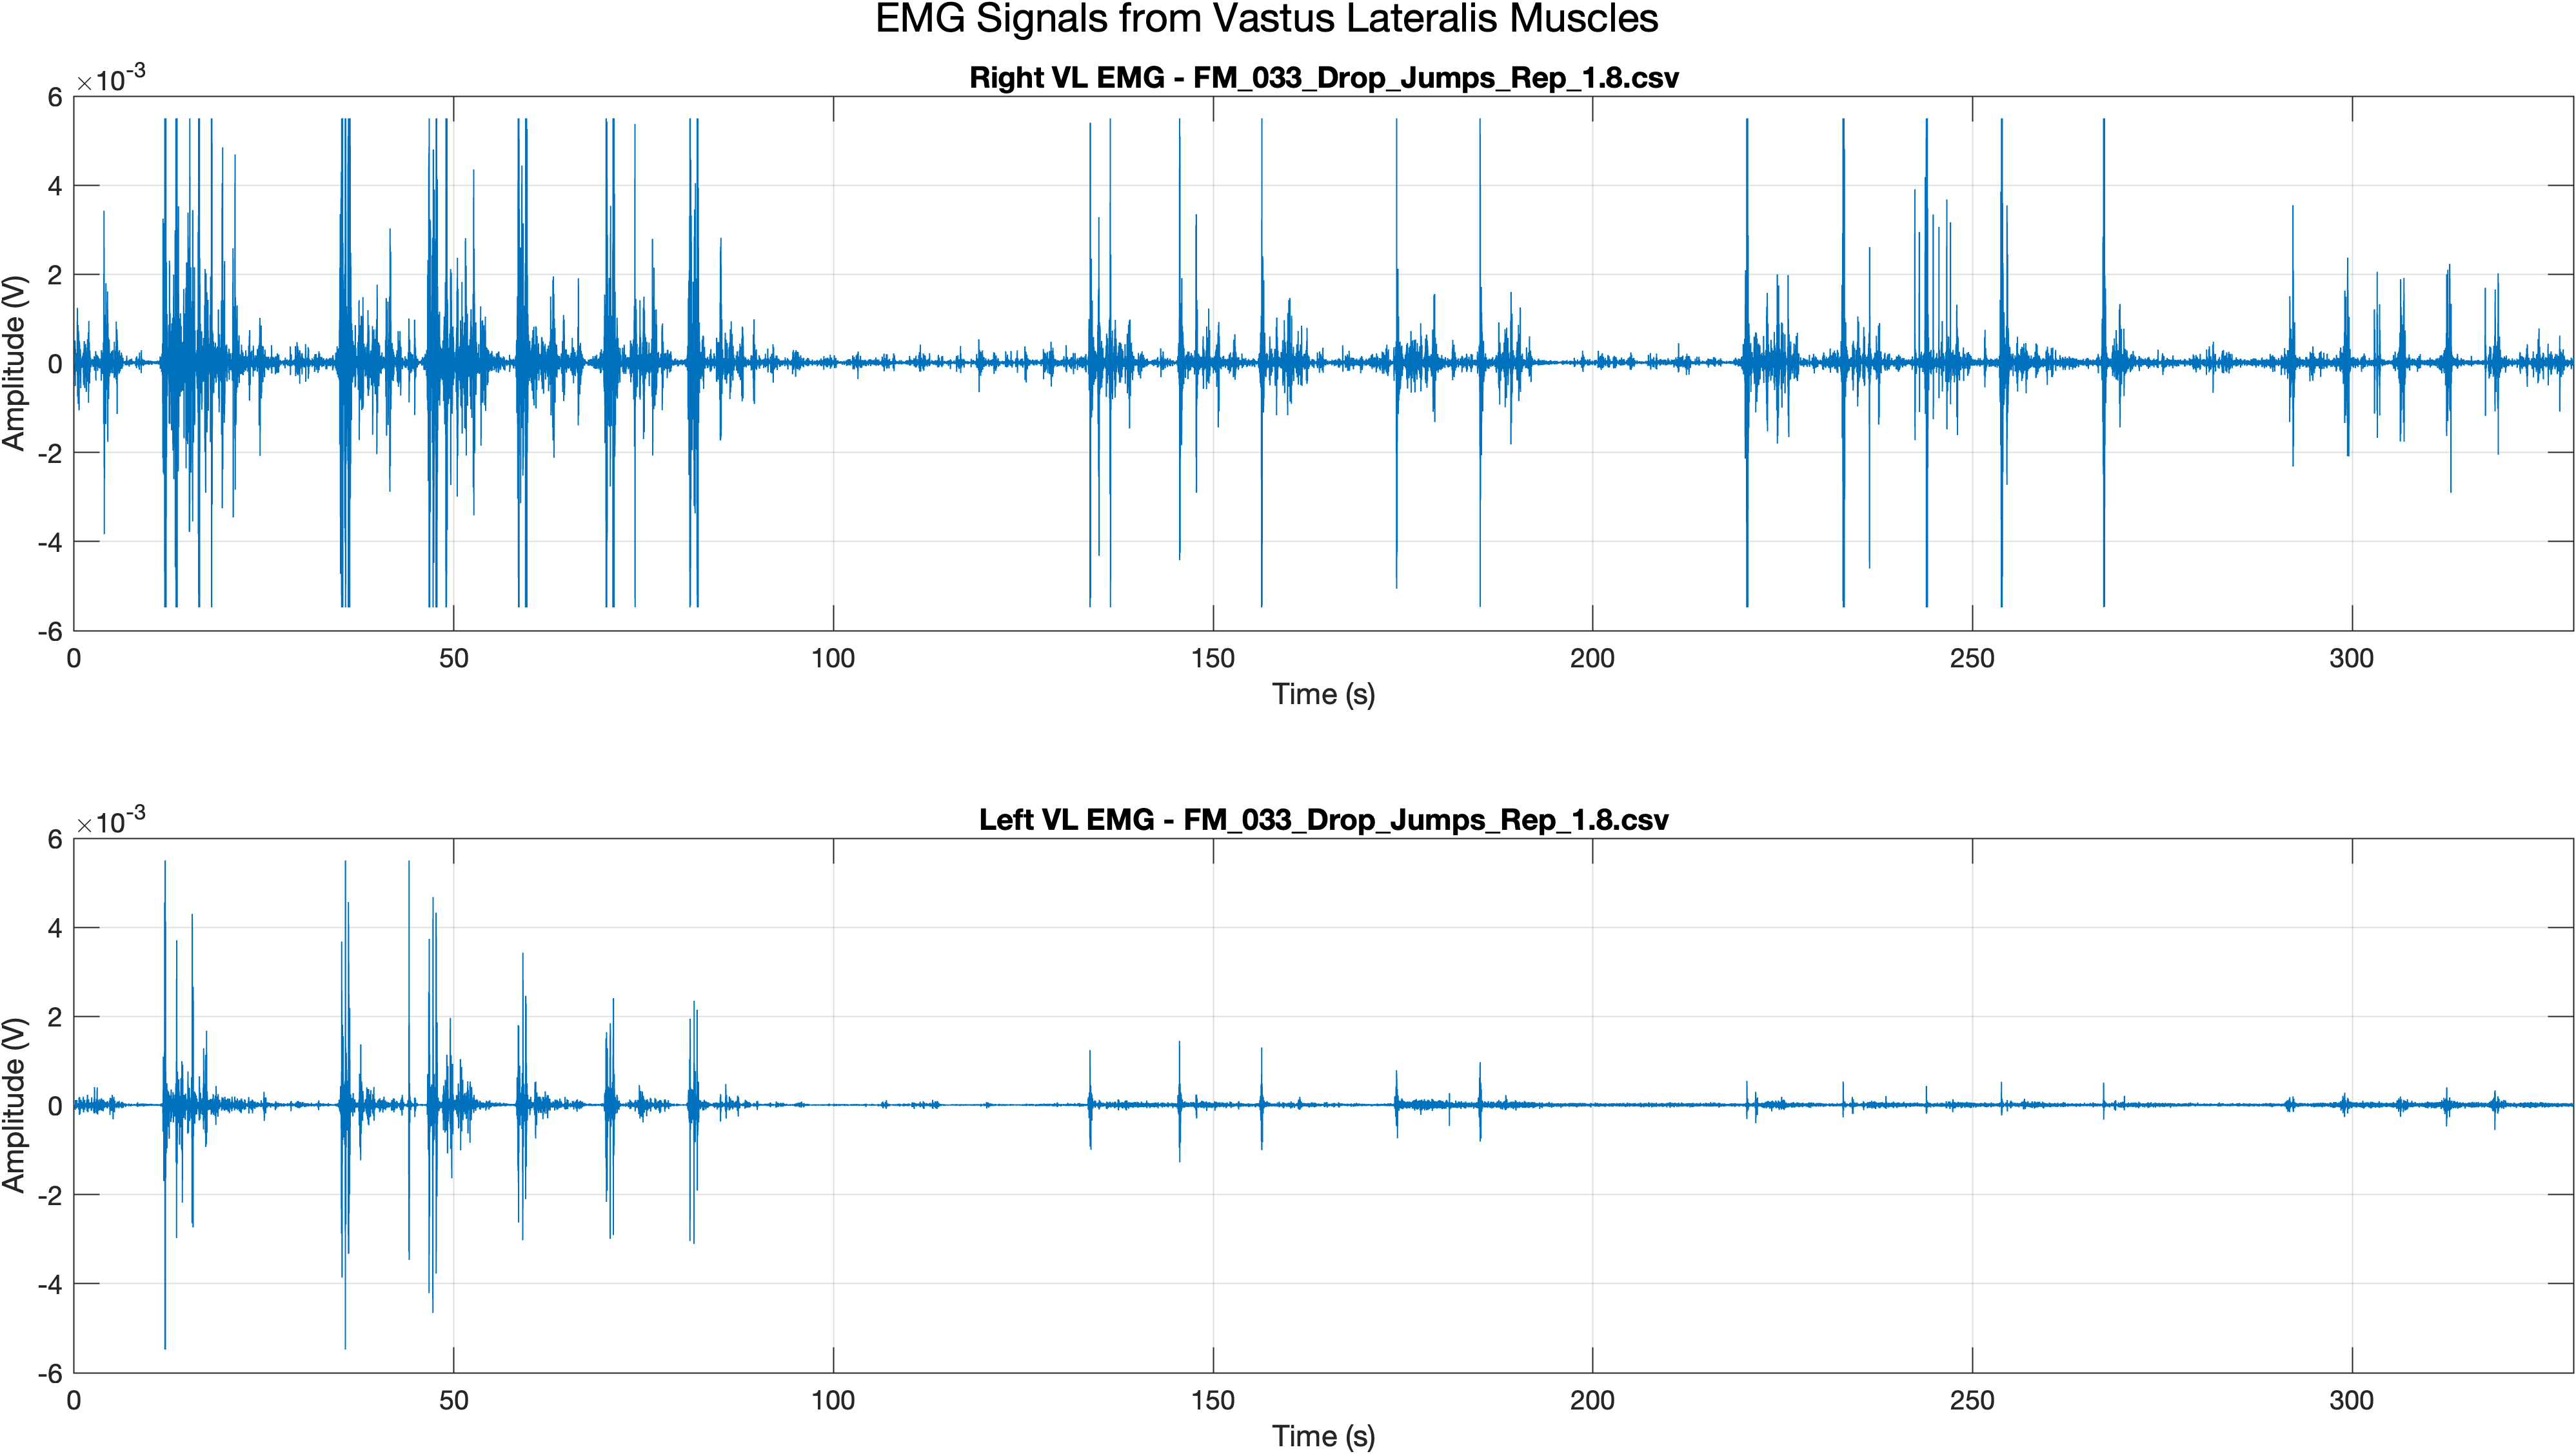 EMG Signals from Vastus Lateralis Muscles
×10-3
Right VL EMG - FM_033_Drop_Jumps_Rep_1.8.csv
6
4
2
0
-2
-4
-6
Amplitude (V)
0 50 100 150 200 250 300
Time (s)
×10-3
Left VL EMG - FM_033_Drop_Jumps_Rep_1.8.csv
6
4
2
0
-2
-4
-6
Amplitude (V)
0 50 100 150 200 250 300
Time (s)